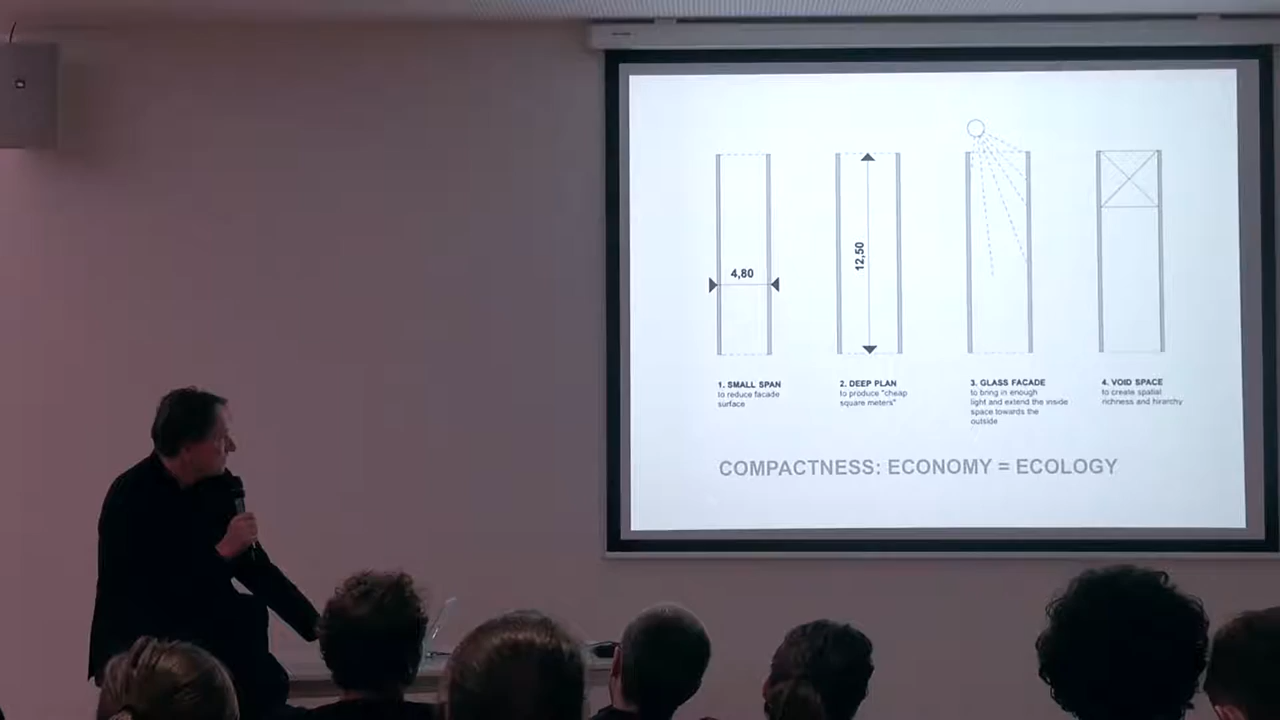 4,80
12,50
1. SMALL SPAN
to reduce facade
surface
2. DEEP PLAN
to produce "cheap
square meters"
3. GLASS FACADE
to bring in enough
light and extend the inside
space towards the
outside
4. VOID SPACE
to create spatial
richness and hirarchy
COMPACTNESS: ECONOMY = ECOLOGY